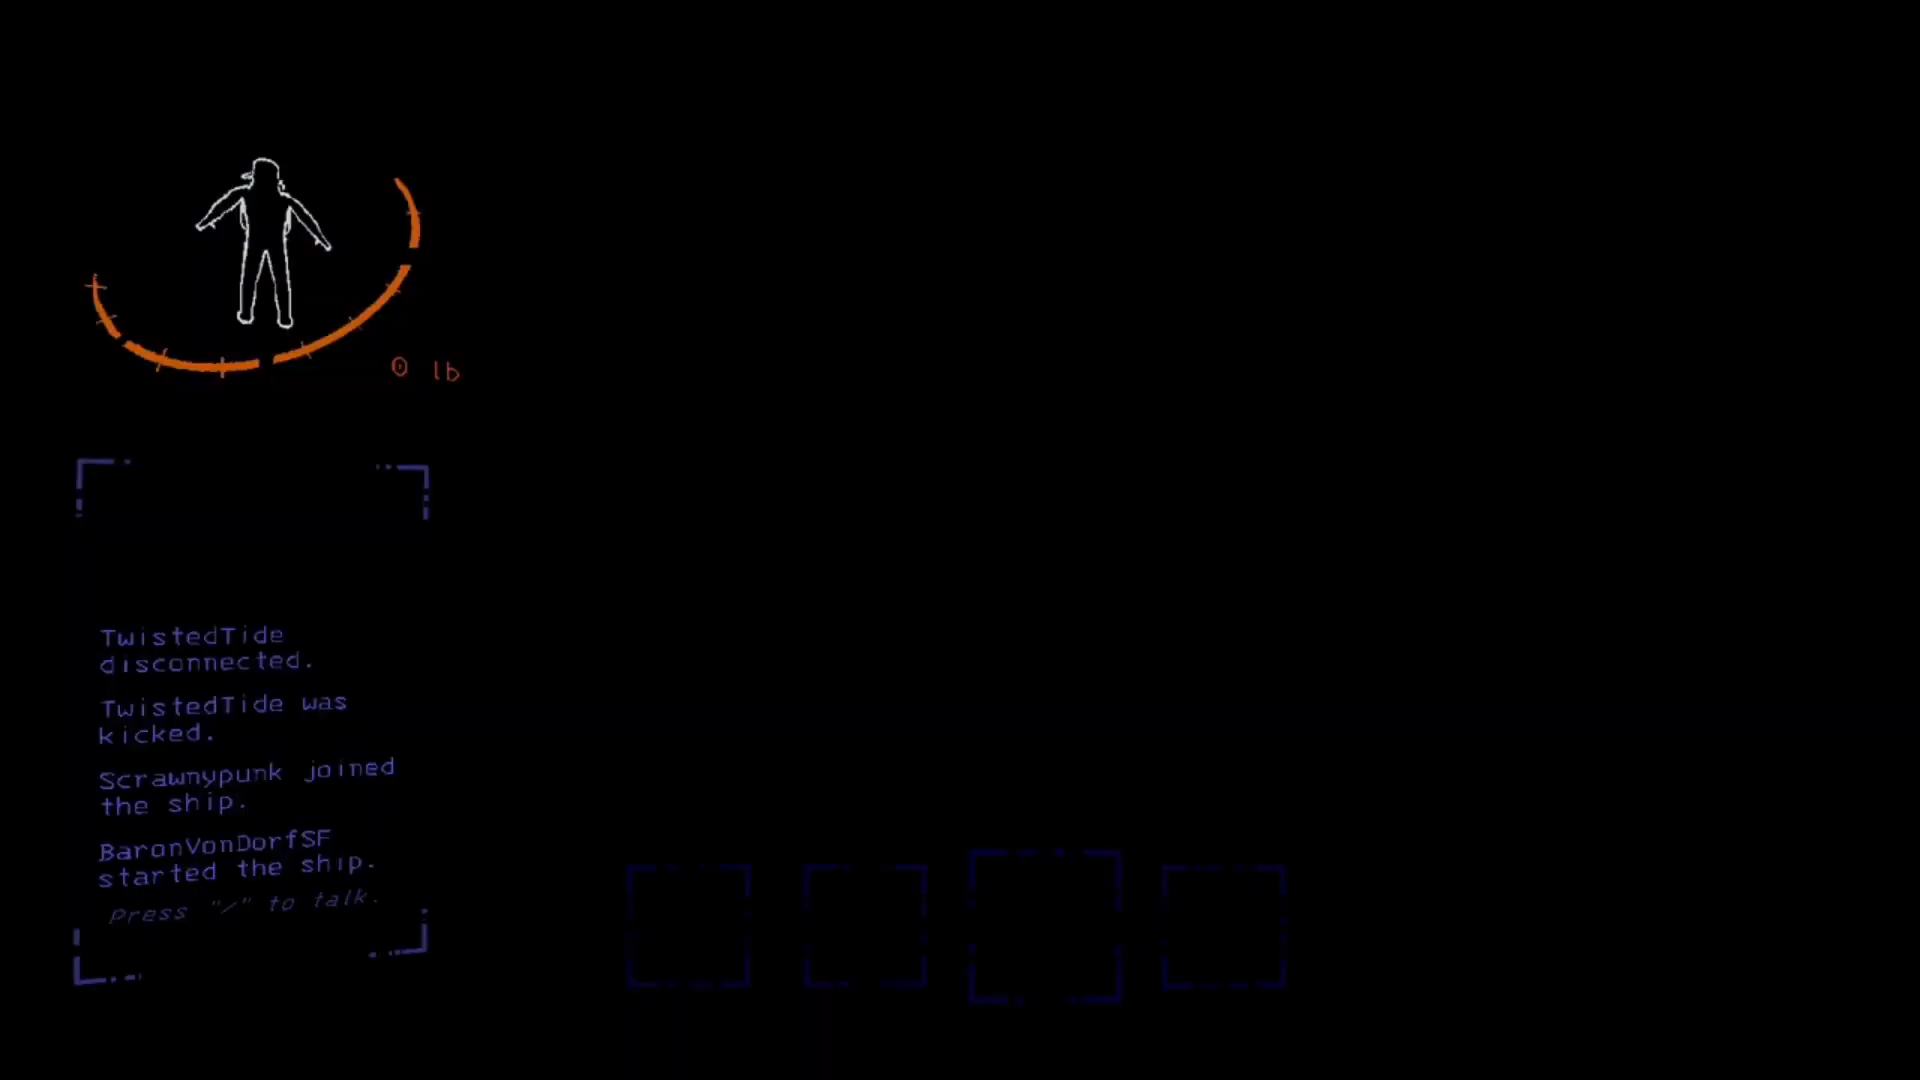 0 lb
TwistedTide
disconnected.
TwistedTide was
kicked.
Scrawnypunk joined
the ship.
BaronVonDorfSF
started the ship.
Press "/" to talk.